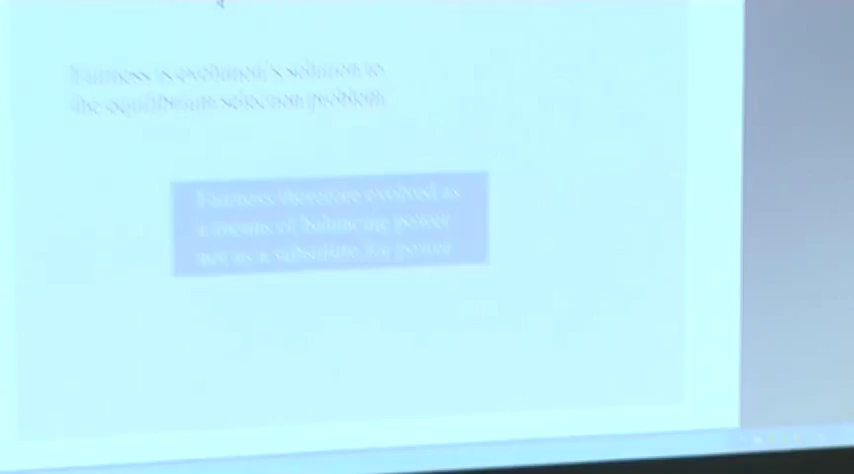 Fairness is evolution's solution to
the equilibrium selection problem
Fairness therefore evolved as
a means of balancing power
not as a substitute for power